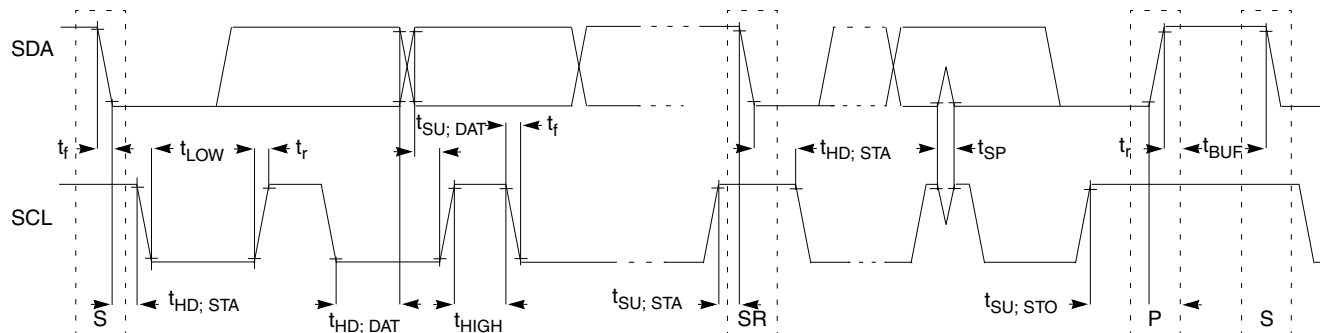 SDA
t_SU; DAT t_f
t_f t_LOW t_r t_HD; STA t_SP t_r t_BUF
SCL
t_HD; STA t_SU; STA t_SU; STO
S t_HD; DAT t_HIGH SR P S